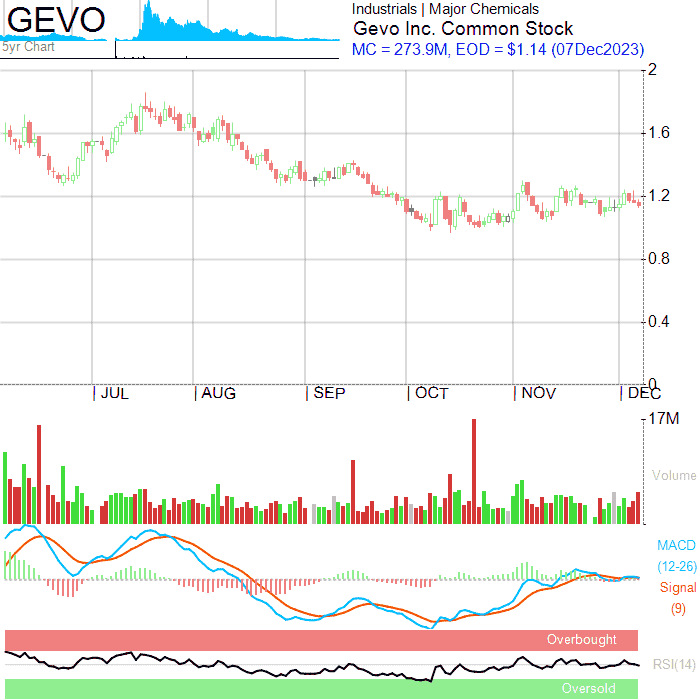 GEVO
5yr Chart
Industrials | Major Chemicals
Gevo Inc. Common Stock
MC = 273.9M, EOD = $1.14 (07Dec2023)
2
1.6
1.2
0.8
0.4
0
JUL AUG SEP OCT NOV DEC
17M
Volume
MACD
(12-26)
Signal
(9)
Overbought
RSI(14)
Oversold